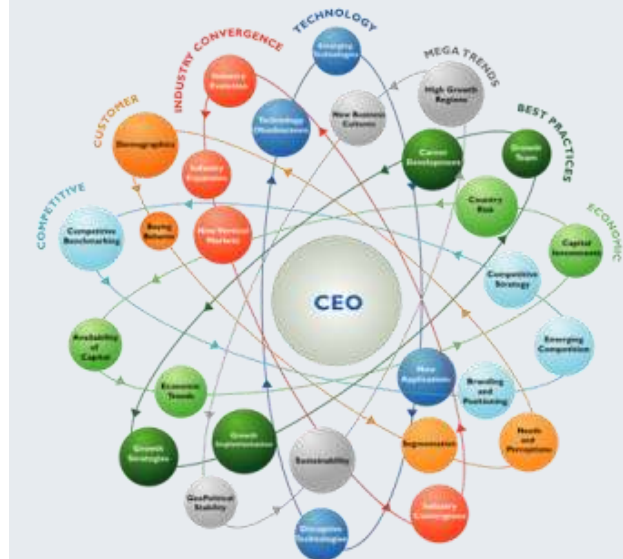 TECHNOLOGY
INDUSTRY CONVERGENCE
MEGA TRENDS
CUSTOMER
BEST PRACTICES
COMPETITIVE
ECONOMIC
Emerging
Technologies
Industry
Evolution
High Growth
Regions
New Business
Cultures
Technology
Demographics
Career
Development
Growth
Team
Industry
Expansion
Country
Risk
Competitive
Benchmarking
Buying
Behavior
New Vertical
Markets
Capital
Investments
Competitive
Strategy
CEO
Availability
of
Capital
Emerging
Competition
New
Applications
Economic
Trends
Branding
and
Positioning
Growth
Strategies
Growth
Implementation
Sustainability
Segmentation
Needs
and
Perceptions
GeoPolitical
Stability
Industry
Convergence
Disruptive
Technologies